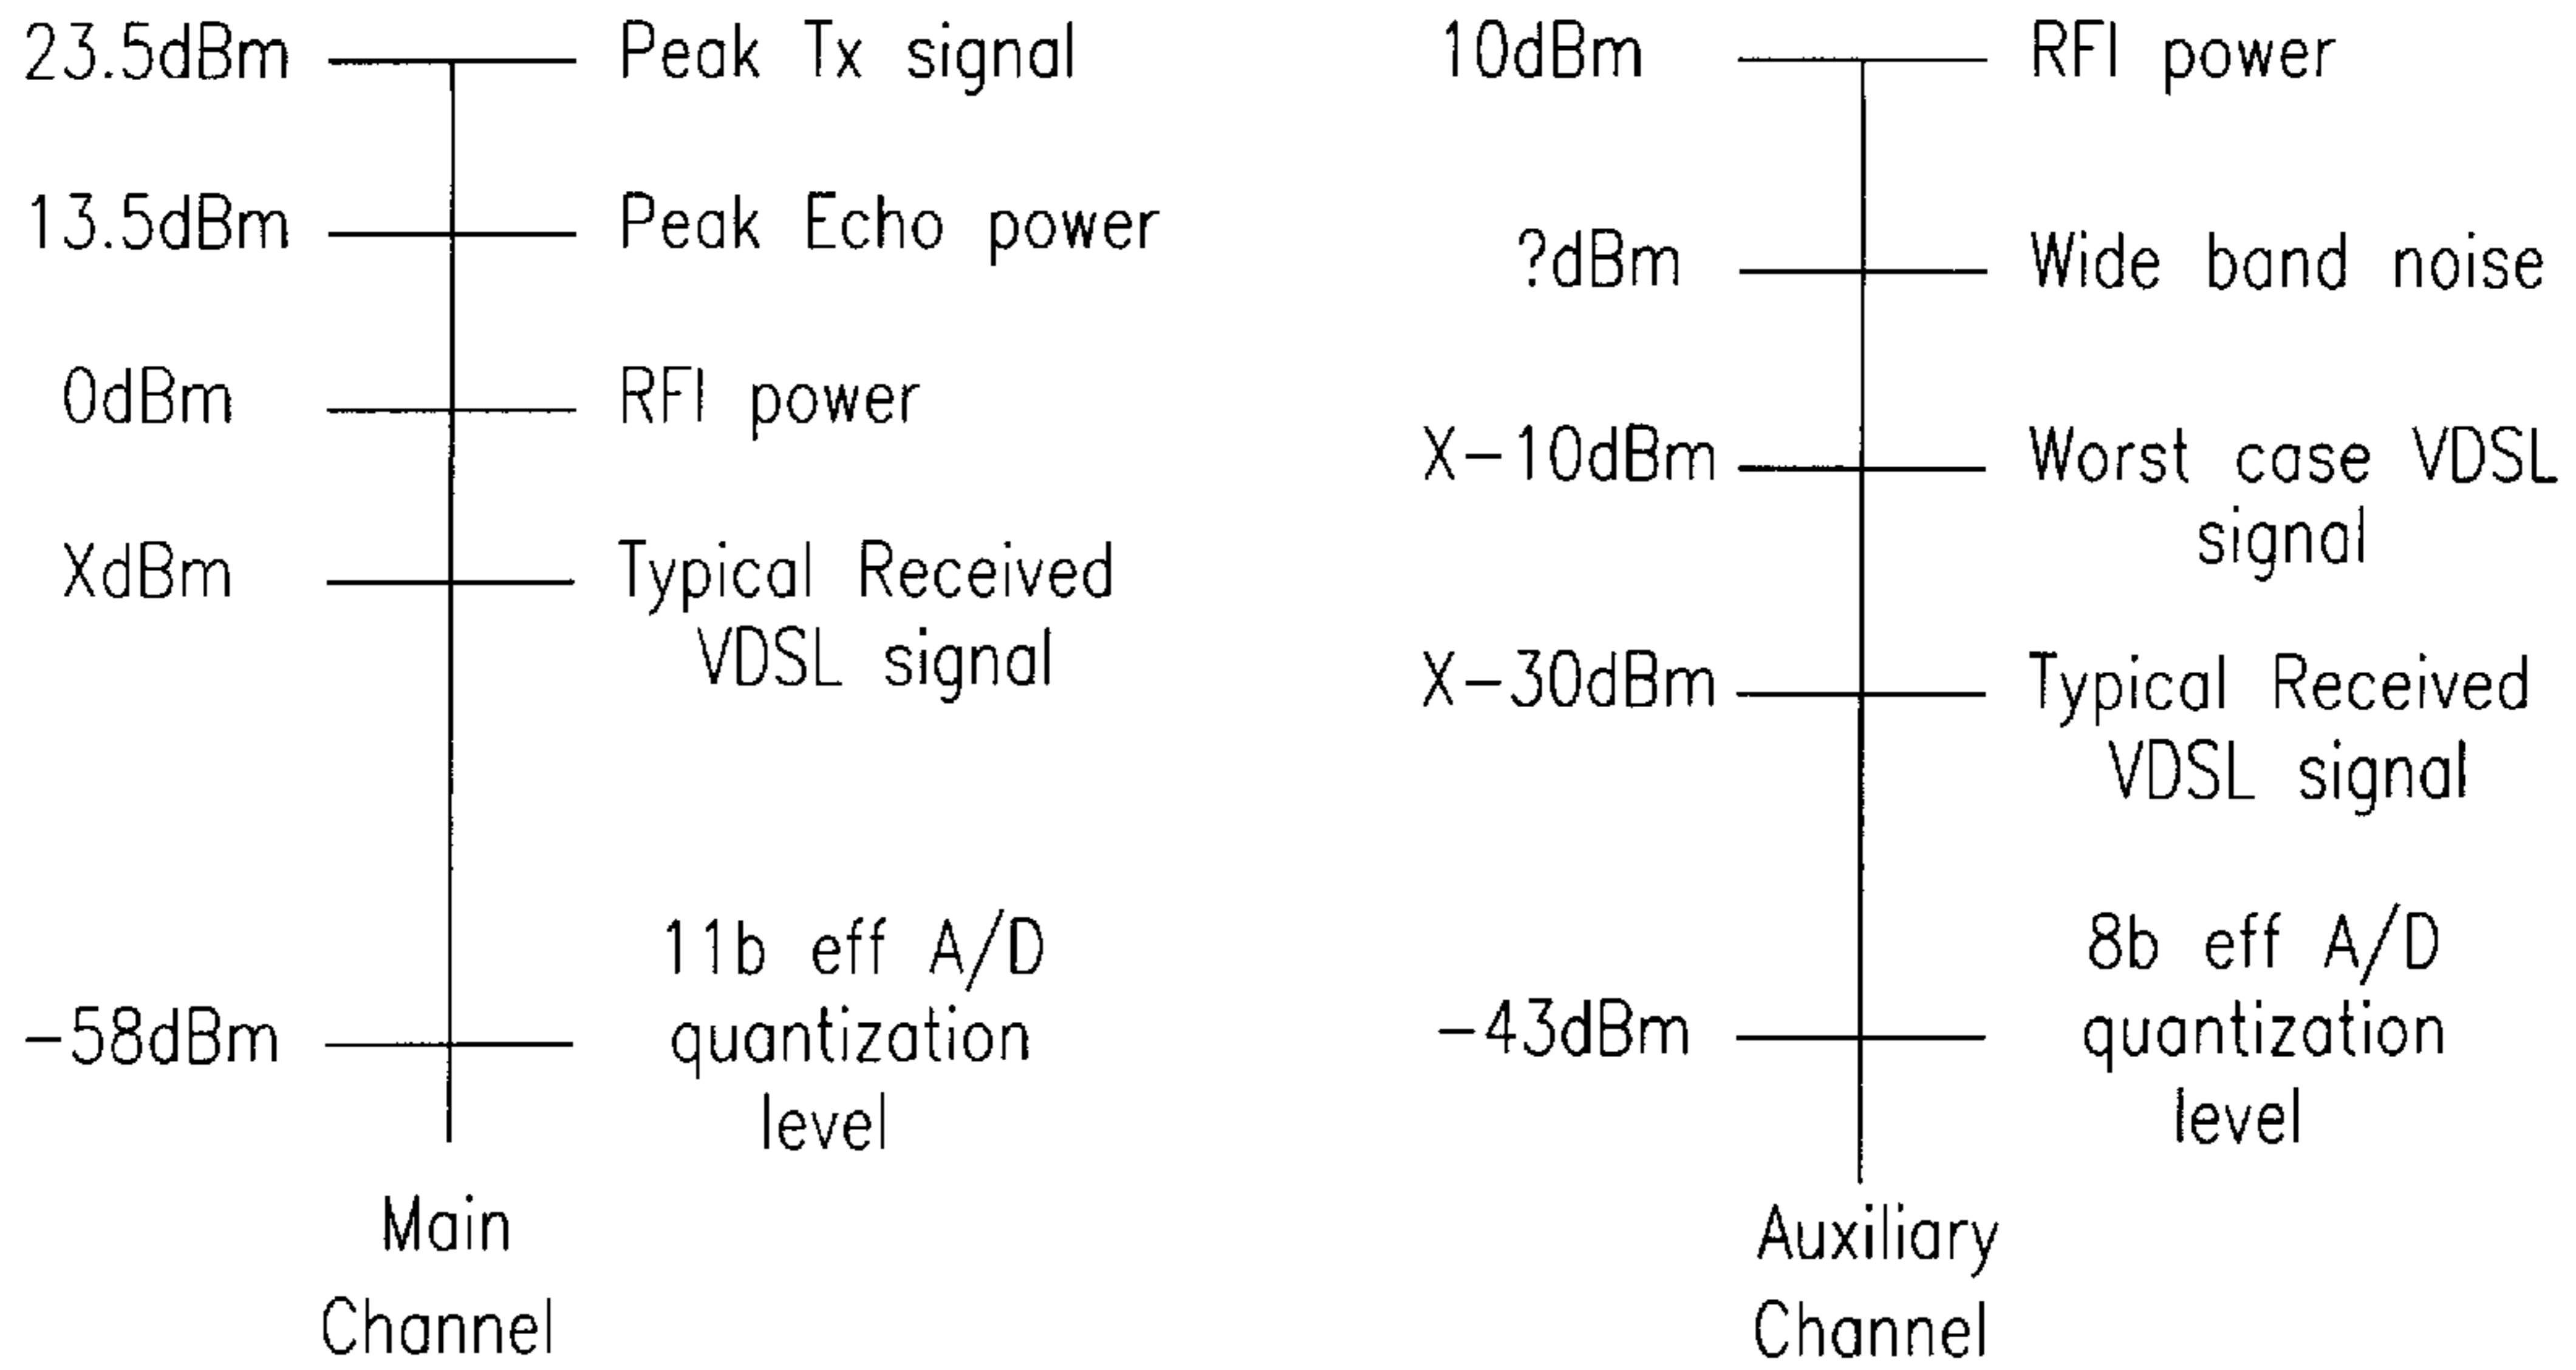 23.5dBm Peak Tx signal
13.5dBm Peak Echo power
0dBm RFI power
XdBm Typical Received
VDSL signal
11b eff A/D
-58dBm quantization
level
Main
Channel
10dBm RFI power
?dBm Wide band noise
X-10dBm Worst case VDSL
signal
X-30dBm Typical Received
VDSL signal
8b eff A/D
-43dBm quantization
level
Auxiliary
Channel